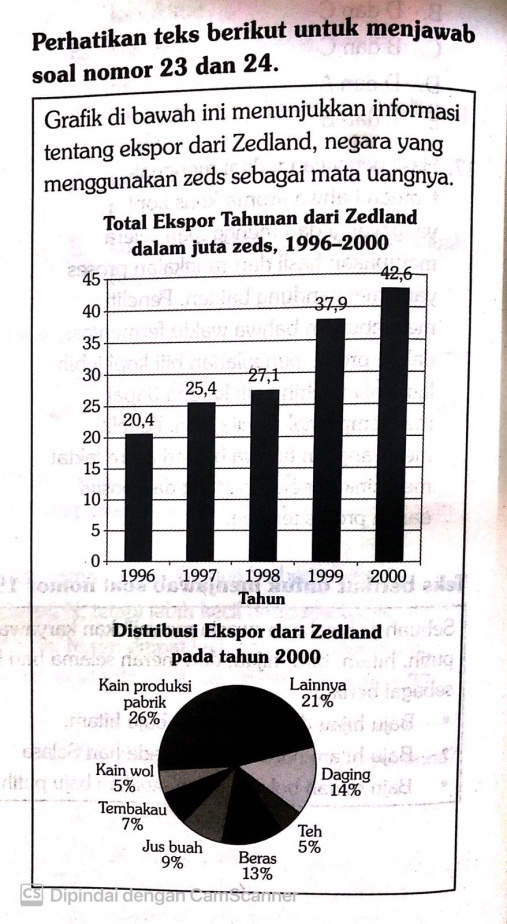 Perhatikan teks berikut untuk menjawab
soal nomor 23 dan 24.
Grafik di bawah ini menunjukkan informasi
tentang ekspor dari Zedland, negara yang
menggunakan zeds sebagai mata uangnya.
Total Ekspor Tahunan dari Zedland
dalam juta zeds, 1996–2000
45
40
35
30
25
20
15
10
5
0
20,4
25,4
27,1
37,9
42,6
1996 1997 1998 1999 2000
Tahun
Distribusi Ekspor dari Zedland
pada tahun 2000
Kain produksi
pabrik
26%
Lainnya
21%
Kain wol
5%
Daging
14%
Tembakau
7%
Teh
5%
Jus buah
9%
Beras
13%
CS Dipindai dengan CamScanner